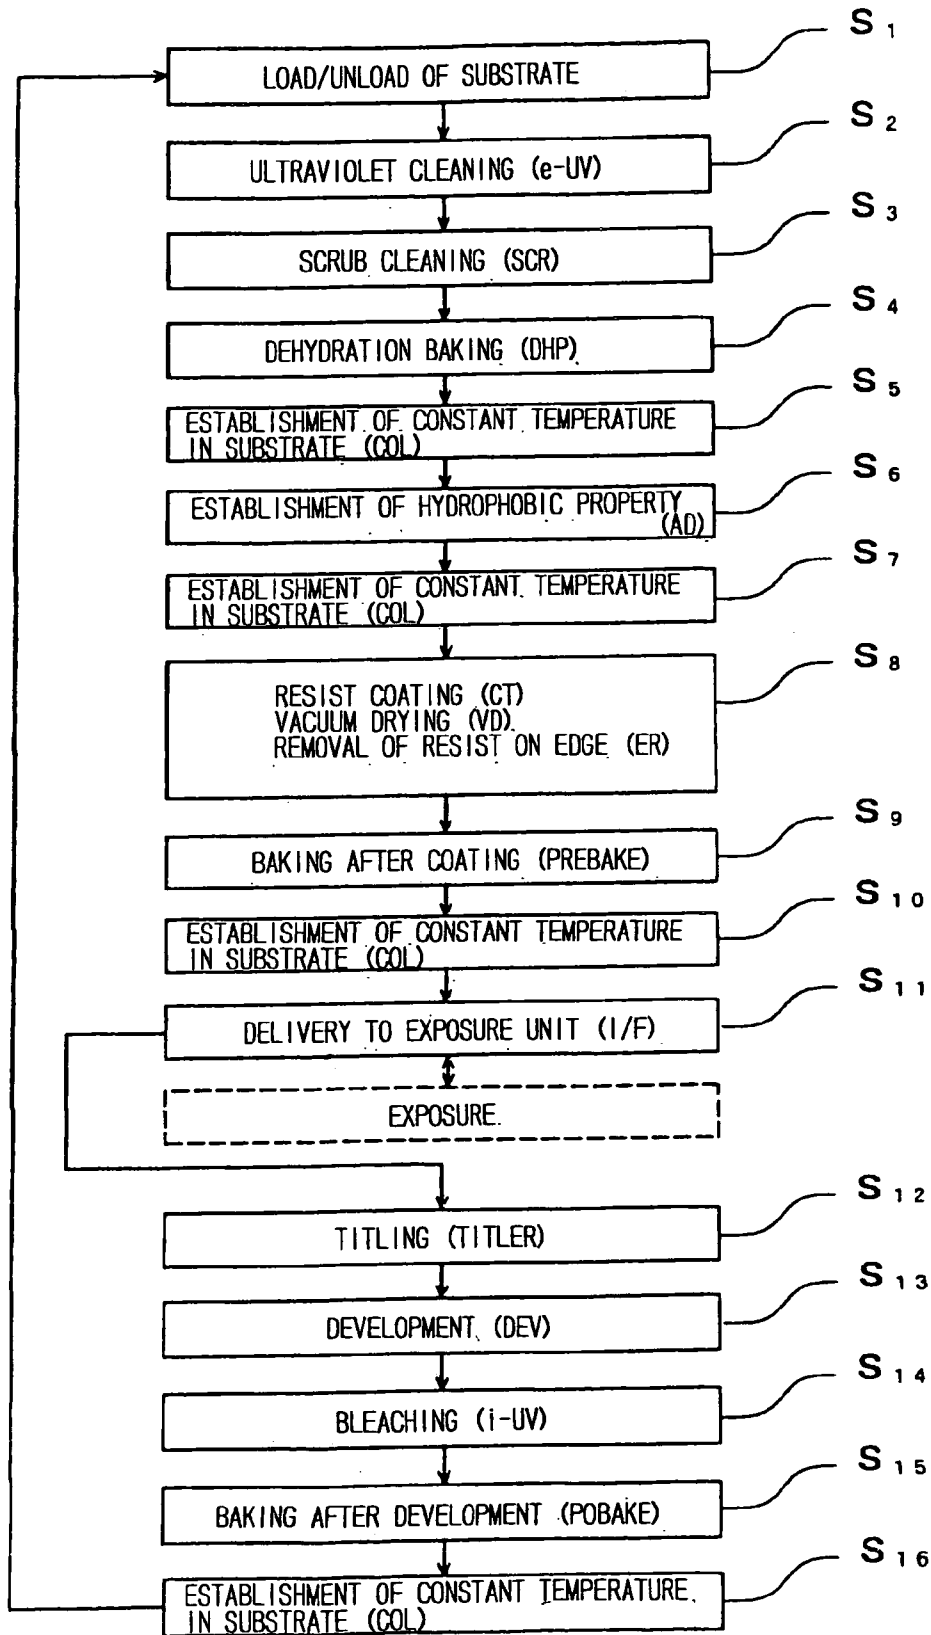 S1
LOAD/UNLOAD OF SUBSTRATE
S2
ULTRAVIOLET CLEANING (e-UV)
S3
SCRUB CLEANING (SCR)
S4
DEHYDRATION BAKING (DHP)
S5
ESTABLISHMENT OF CONSTANT TEMPERATURE
IN SUBSTRATE (COL)
S6
ESTABLISHMENT OF HYDROPHOBIC PROPERTY
(AD)
S7
ESTABLISHMENT OF CONSTANT TEMPERATURE
IN SUBSTRATE (COL)
S8
RESIST COATING (CT)
VACUUM DRYING (VD)
REMOVAL OF RESIST ON EDGE (ER)
S9
BAKING AFTER COATING (PREBAKE)
S10
ESTABLISHMENT OF CONSTANT TEMPERATURE
IN SUBSTRATE (COL)
S11
DELIVERY TO EXPOSURE UNIT (I/F)
EXPOSURE
S12
TITLING (TITLER)
S13
DEVELOPMENT (DEV)
S14
BLEACHING (i-UV)
S15
BAKING AFTER DEVELOPMENT (POBAKE)
S16
ESTABLISHMENT OF CONSTANT TEMPERATURE
IN SUBSTRATE (COL)